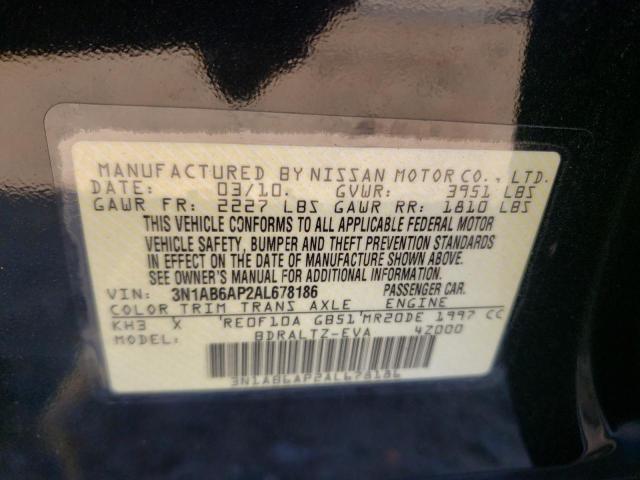 MANUFACTURED BY NISSAN MOTOR CO., LTD.
DATE: 03/10. GVWR: 3951 LBS
GAWR FR: 2227 LBS GAWR RR: 1810 LBS
THIS VEHICLE CONFORMS TO ALL APPLICABLE FEDERAL MOTOR
VEHICLE SAFETY, BUMPER AND THEFT PREVENTION STANDARDS
IN EFFECT ON THE DATE OF MANUFACTURE SHOWN ABOVE.
SEE OWNER'S MANUAL FOR ADDITIONAL INFORMATION.
VIN: 3N1AB6AP2AL678186 PASSENGER CAR.
COLOR TRIM TRANS AXLE ENGINE
KH3 X 'RE0F10A GB51'MR20DE 1997 CC
MODEL: BDRALTZ-EVA 4Z000
3N1AB6AP2AL678186